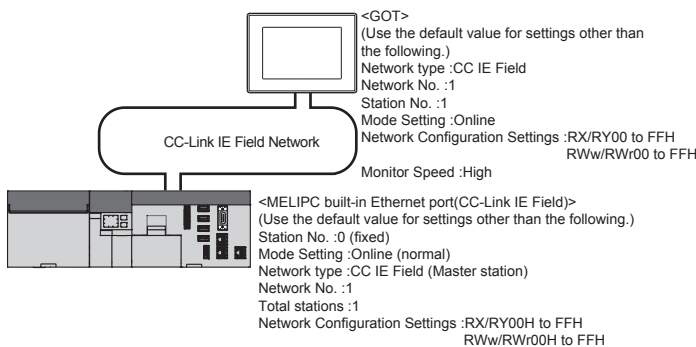 <GOT>
(Use the default value for settings other than
the following.)
Network type :CC IE Field
Network No. :1
Station No. :1
Mode Setting :Online
Network Configuration Settings :RX/RY00 to FFH
RWw/RWr00 to FFH
Monitor Speed :High
CC-Link IE Field Network
<MELIPC built-in Ethernet port(CC-Link IE Field)>
(Use the default value for settings other than the following.)
Station No. :0 (fixed)
Mode Setting :Online (normal)
Network type :CC IE Field (Master station)
Network No. :1
Total stations :1
Network Configuration Settings :RX/RY00H to FFH
RWw/RWr00H to FFH